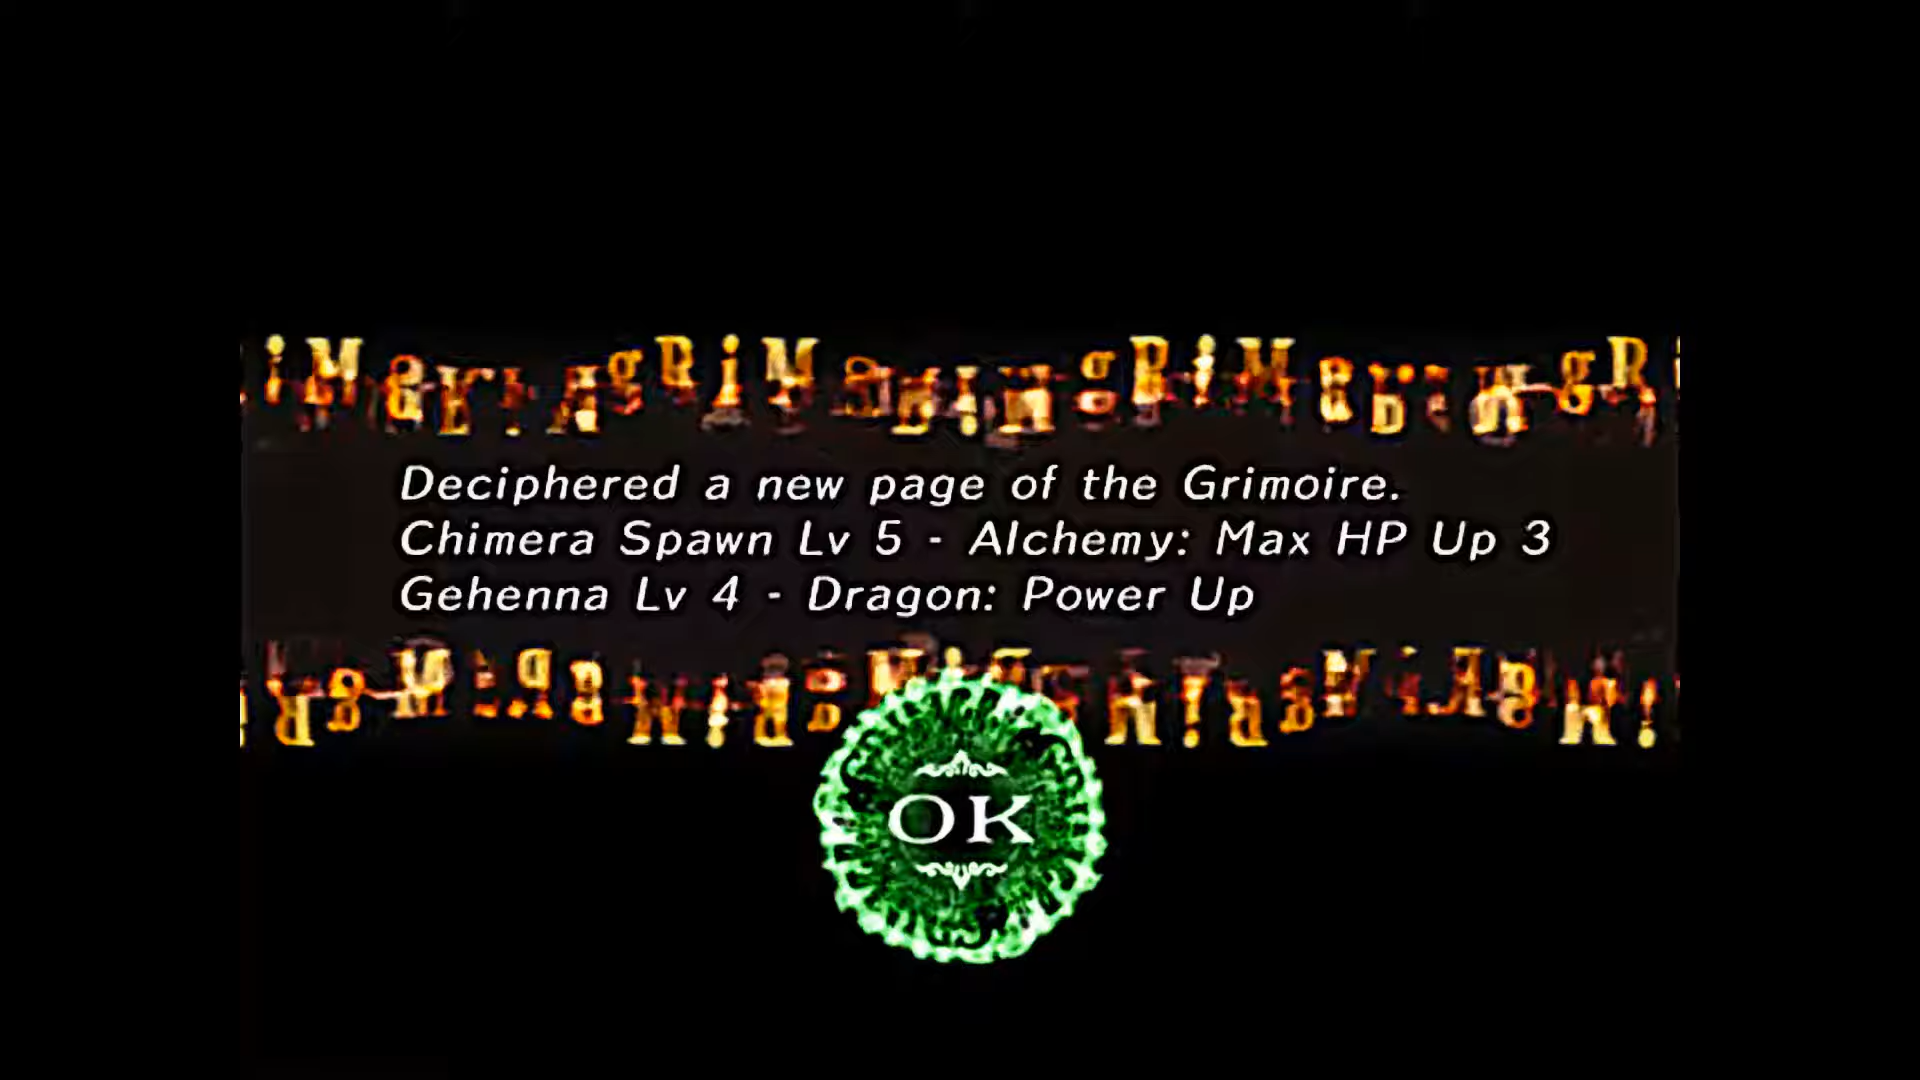 Deciphered a new page of the Grimoire.
Chimera Spawn Lv 5 - Alchemy: Max HP Up 3
Gehenna Lv 4 - Dragon: Power Up
OK